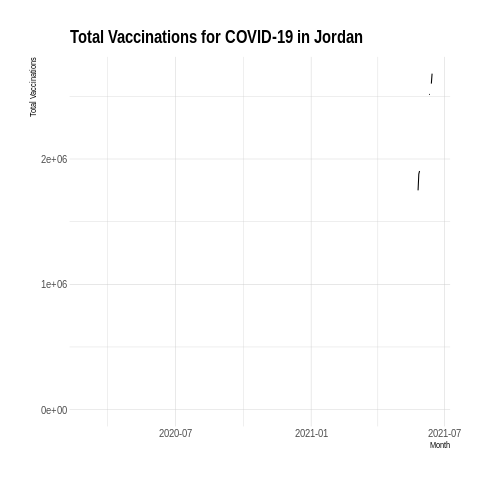 Total Vaccinations for COVID-19 in Jordan
Total Vaccinations
2e+06
1e+06
0e+00
2020-07
2021-01
2021-07
Month